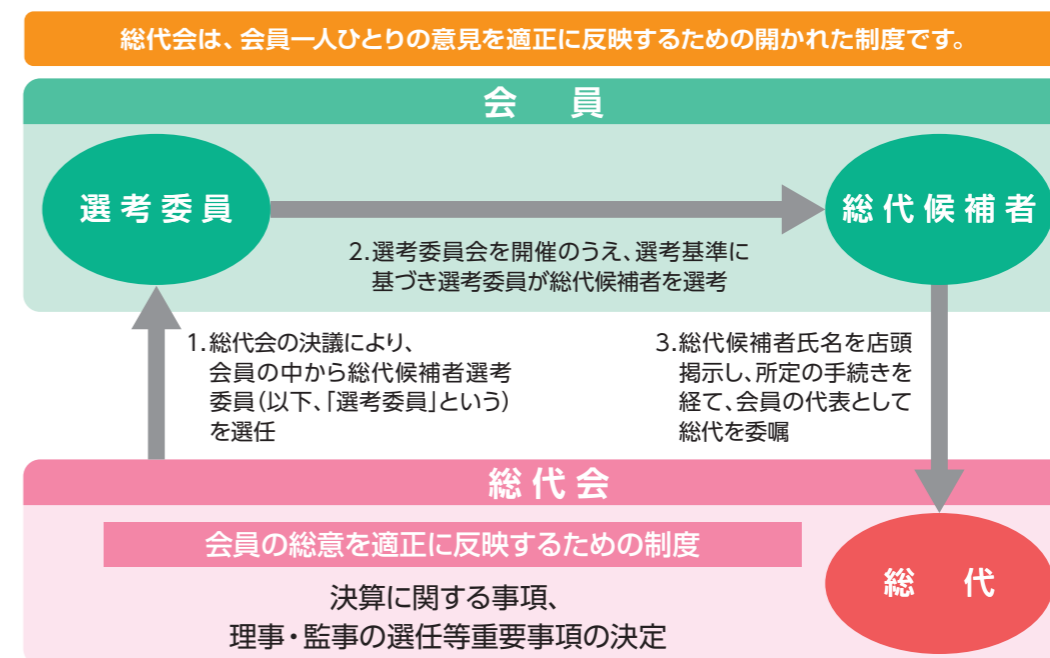 総代会は、会員一人ひとりの意見を適正に反映するための開かれた制度です。
会　員
選考委員
総代候補者
2.選考委員会を開催のうえ、選考基準に
基づき選考委員が総代候補者を選考
1.総代会の決議により、
会員の中から総代候補者選考
委員（以下、「選考委員」という）
を選任
3.総代候補者氏名を店頭
掲示し、所定の手続きを
経て、会員の代表として
総代を委嘱
総代会
会員の総意を適正に反映するための制度
決算に関する事項、
理事・監事の選任等重要事項の決定
総　代